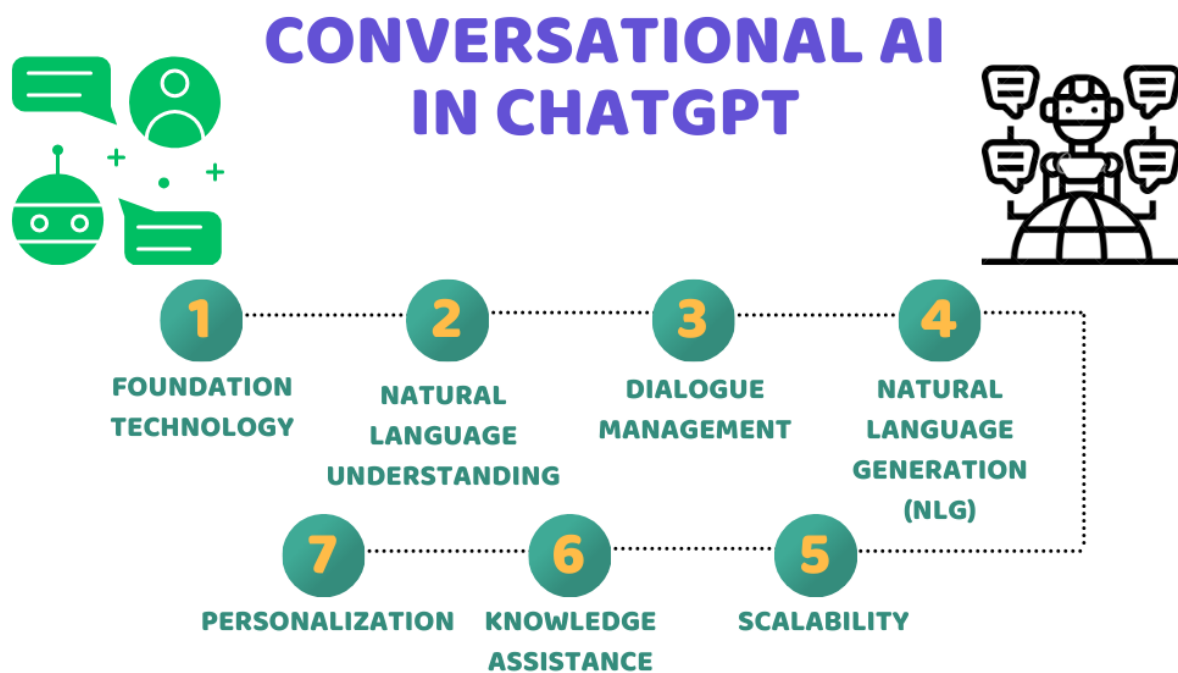 CONVERSATIONAL AI
IN CHATGPT
1
FOUNDATION
TECHNOLOGY
2
NATURAL
LANGUAGE
UNDERSTANDING
3
DIALOGUE
MANAGEMENT
4
NATURAL
LANGUAGE
GENERATION
(NLG)
5
SCALABILITY
6
KNOWLEDGE
ASSISTANCE
7
PERSONALIZATION